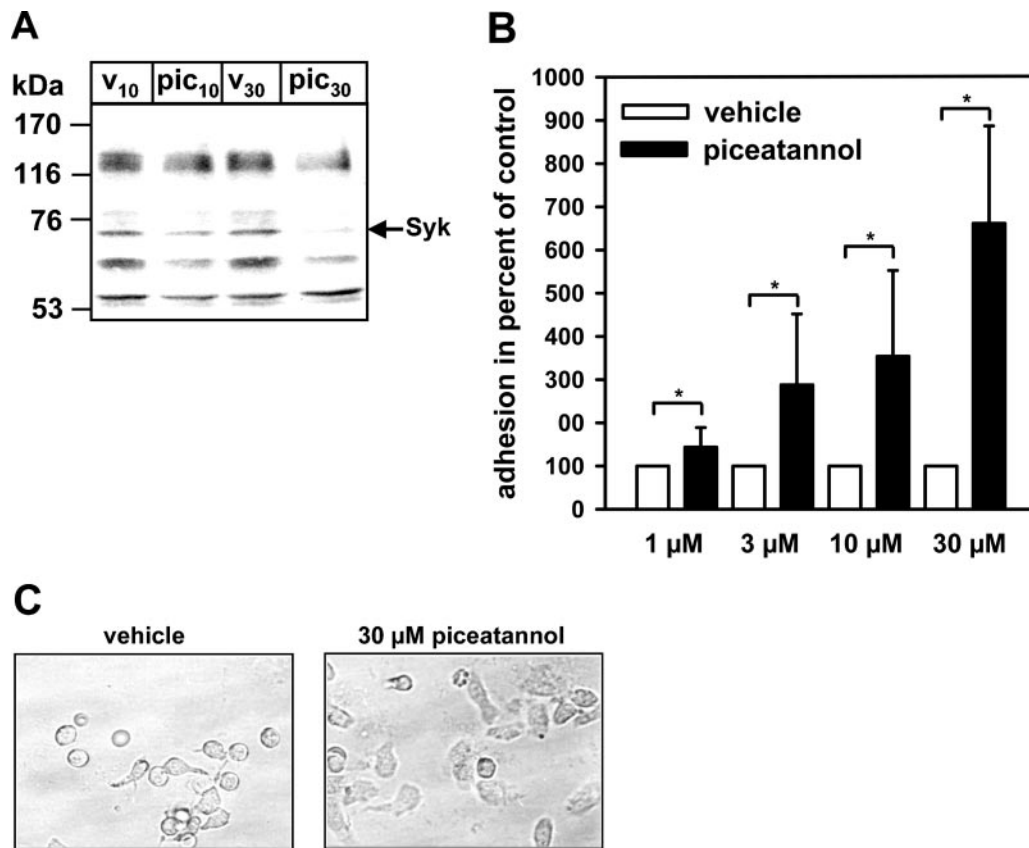 A
kDa
v10 pic10 v30 pic30
170
116
76
53
Syk
B
adhesion in percent of control
1000
900
800
700
600
500
400
300
00
100
0
vehicle
piceatannol
*
*
*
*
1 µM 3 µM 10 µM 30 µM
C
vehicle 30 µM piceatannol